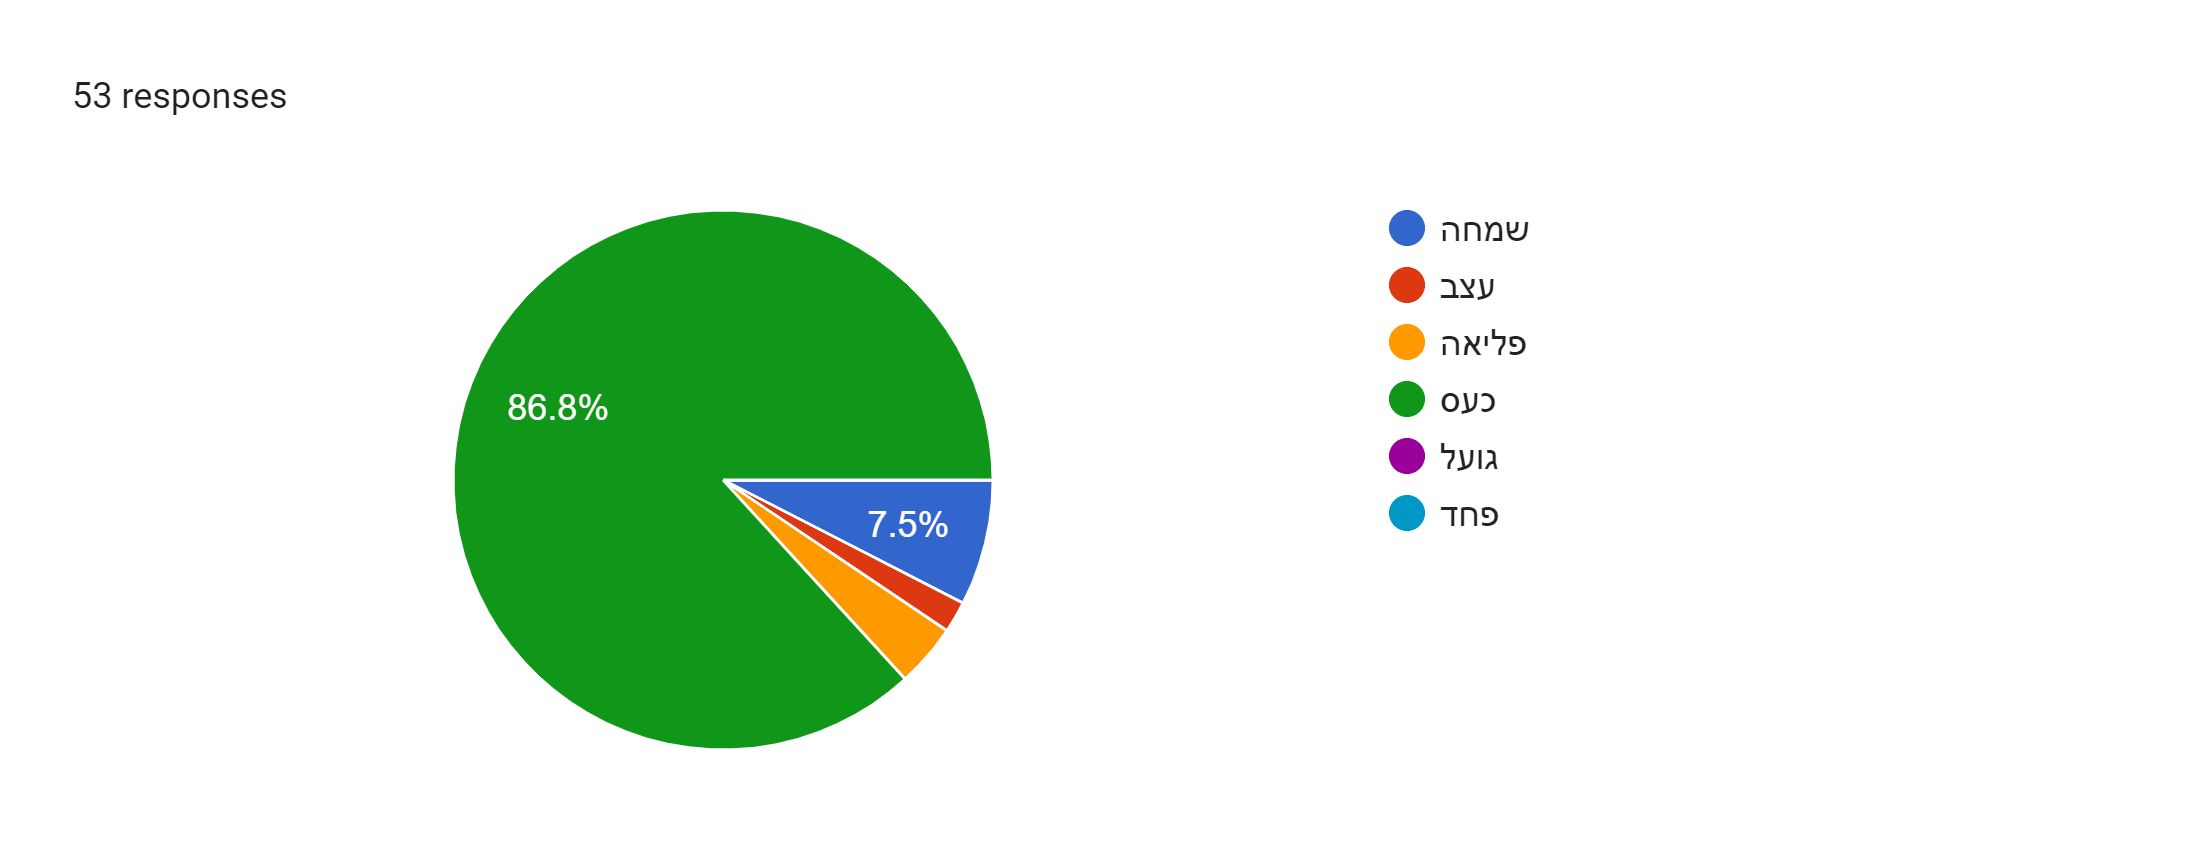 53 responses
86.8%
7.5%
שמחה
עצב
פליאה
כעס
גועל
פחד